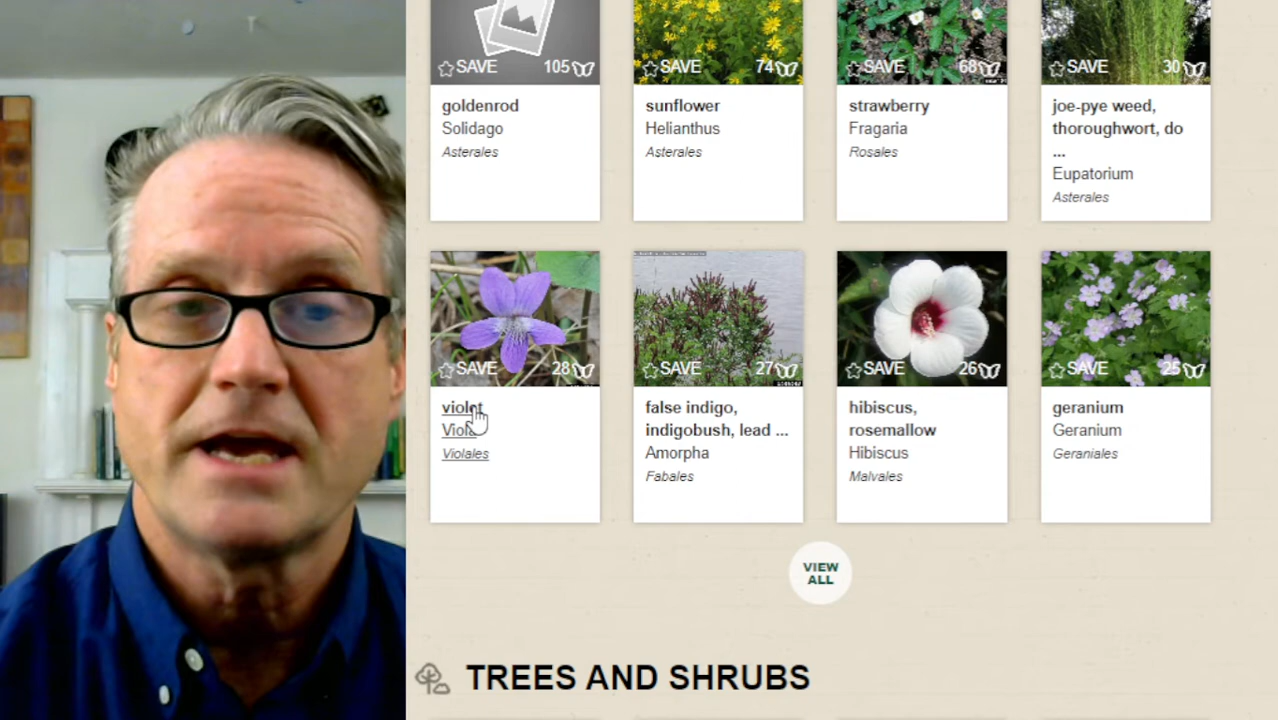 SAVE 105
SAVE 74
SAVE 68
SAVE 30
goldenrod
Solidago
Asterales
sunflower
Helianthus
Asterales
strawberry
Fragaria
Rosales
joe-pye weed,
thoroughwort, do
...
Eupatorium
Asterales
SAVE 28
SAVE 27
SAVE 26
SAVE 25
violet
Viola
Violales
false indigo,
indigobush, lead ...
Amorpha
Fabales
hibiscus,
rosemallow
Hibiscus
Malvales
geranium
Geranium
Geraniales
VIEW
ALL
TREES AND SHRUBS